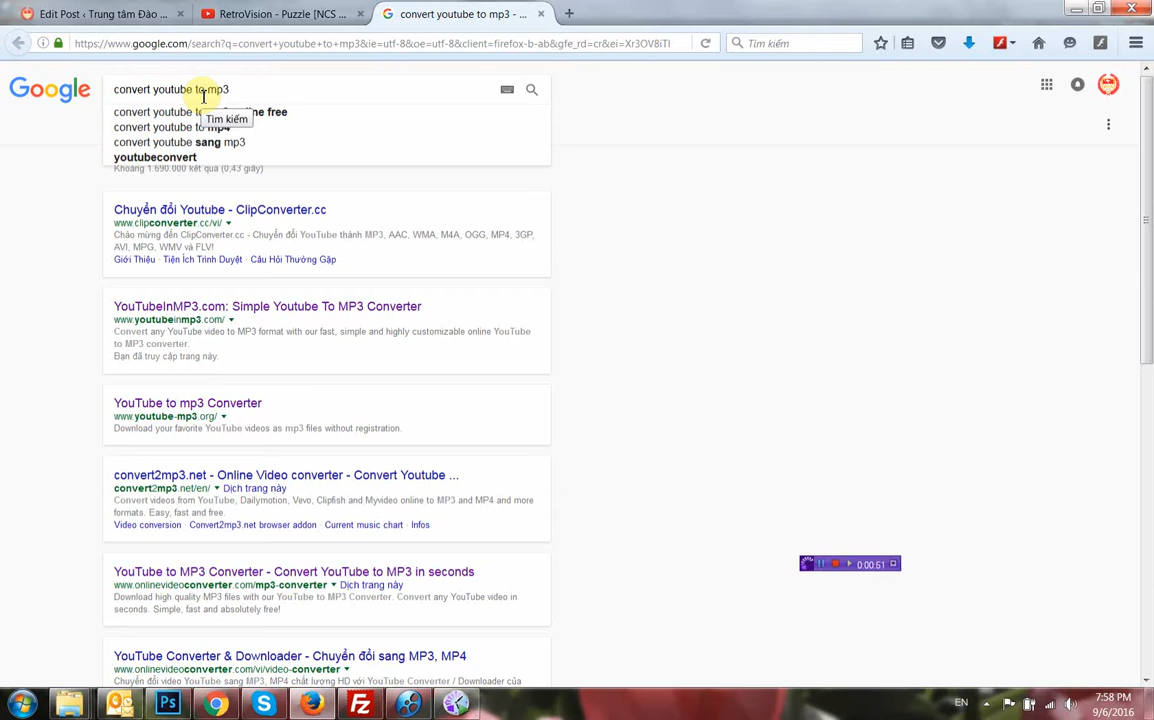 Edit Post ‹ Trung tâm Đào ...
RetroVision - Puzzle [NCS ...
convert youtube to mp3 - ...
https://www.google.com/search?q=convert+youtube+to+mp3&ie=utf-8&oe=utf-8&client=firefox-b-ab&gfe_rd=cr&ei=Xr3OV8iTI
Tìm kiếm
Google
convert youtube to mp3
convert youtube line free
Tìm kiếm
convert youtube to mp4
convert youtube sang mp3
youtubeconvert
Khoảng 1.690.000 kết quả (0,43 giây)
Chuyển đổi Youtube - ClipConverter.cc
www.clipconverter.cc/vi/
Chào mừng đến ClipConverter.cc - Chuyển đổi YouTube thành MP3, AAC, WMA, M4A, OGG, MP4, 3GP,
AVI, MPG, WMV và FLV!
Giới Thiệu · Tiện Ích Trình Duyệt · Câu Hỏi Thường Gặp
YouTubeInMP3.com: Simple Youtube To MP3 Converter
www.youtubeinmp3.com/
Convert any YouTube video to MP3 format with our fast, simple and highly customizable online YouTube
to MP3 converter.
Bạn đã truy cập trang này.
YouTube to mp3 Converter
www.youtube-mp3.org/
Download your favorite YouTube videos as mp3 files without registration.
convert2mp3.net - Online Video converter - Convert Youtube ...
convert2mp3.net/en/ Dịch trang này
Convert videos from YouTube, Dailymotion, Vevo, Clipfish and Myvideo online to MP3 and MP4 and more
formats. Easy, fast and free.
Video conversion · Convert2mp3.net browser addon · Current music chart · Infos
YouTube to MP3 Converter - Convert YouTube to MP3 in seconds
www.onlinevideoconverter.com/mp3-converter Dịch trang này
Download high quality MP3 files with our YouTube to MP3 Converter. Convert any YouTube video in
seconds. Simple, fast and absolutely free!
0:00:51
YouTube Converter & Downloader - Chuyển đổi sang MP3, MP4
www.onlinevideoconverter.com/vi/video-converter
Chuyển đổi video YouTube sang MP3, MP4 chất lượng HD với YouTube Converter / Downloader của
EN
7:58 PM
9/6/2016